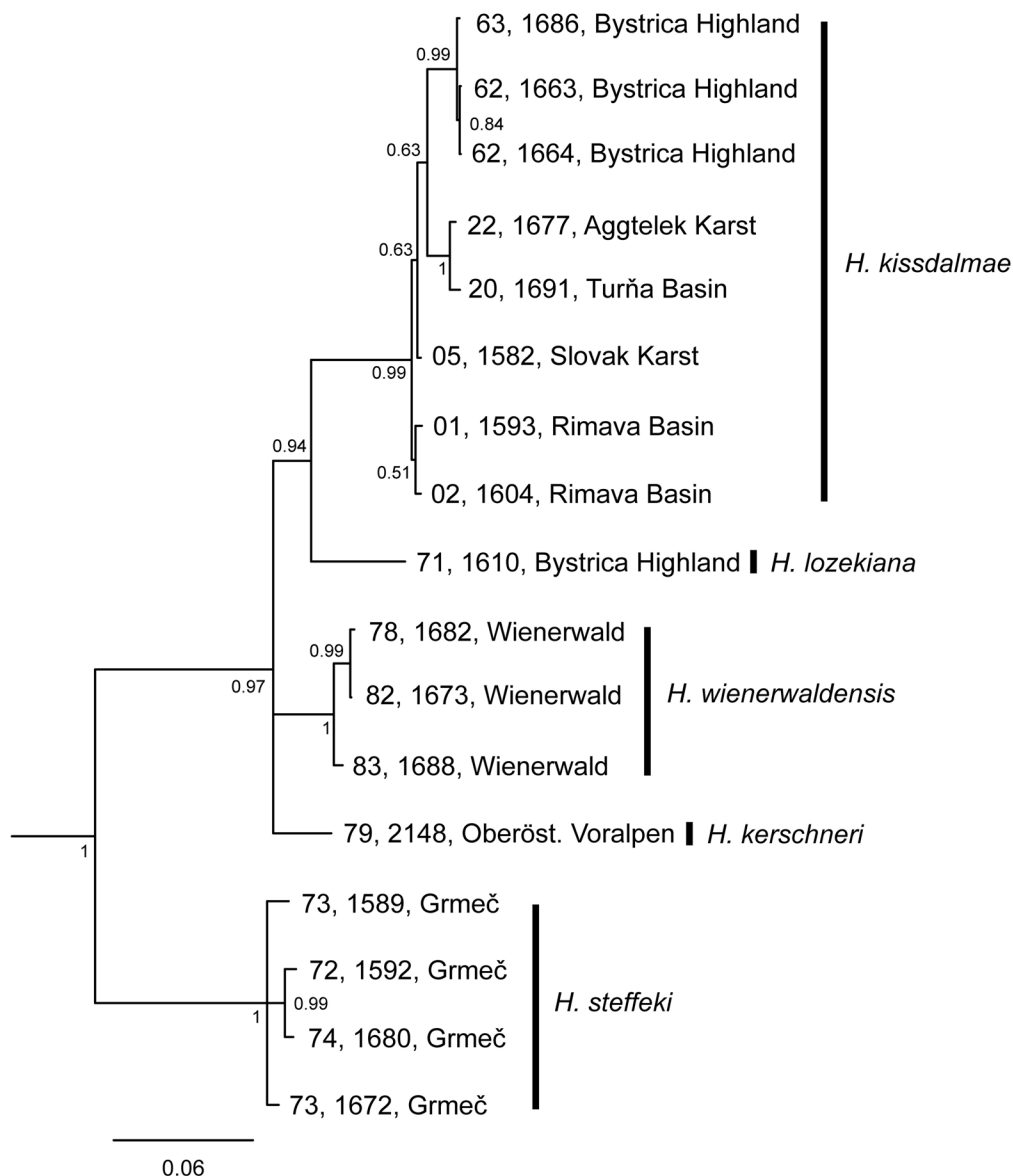 63, 1686, Bystrica Highland
0.99
62, 1663, Bystrica Highland
0.84
0.63
62, 1664, Bystrica Highland
22, 1677, Aggtelek Karst
0.63
H. kissdalmae
1
20, 1691, Turňa Basin
05, 1582, Slovak Karst
0.99
01, 1593, Rimava Basin
0.94
0.51
02, 1604, Rimava Basin
71, 1610, Bystrica Highland
H. lozekiana
78, 1682, Wienerwald
0.99
0.97
82, 1673, Wienerwald
H. wienerwaldensis
1
83, 1688, Wienerwald
79, 2148, Oberöst. Voralpen
H. kerschneri
1
73, 1589, Grmeč
72, 1592, Grmeč
0.99
H. steffeki
1
74, 1680, Grmeč
73, 1672, Grmeč
0.06